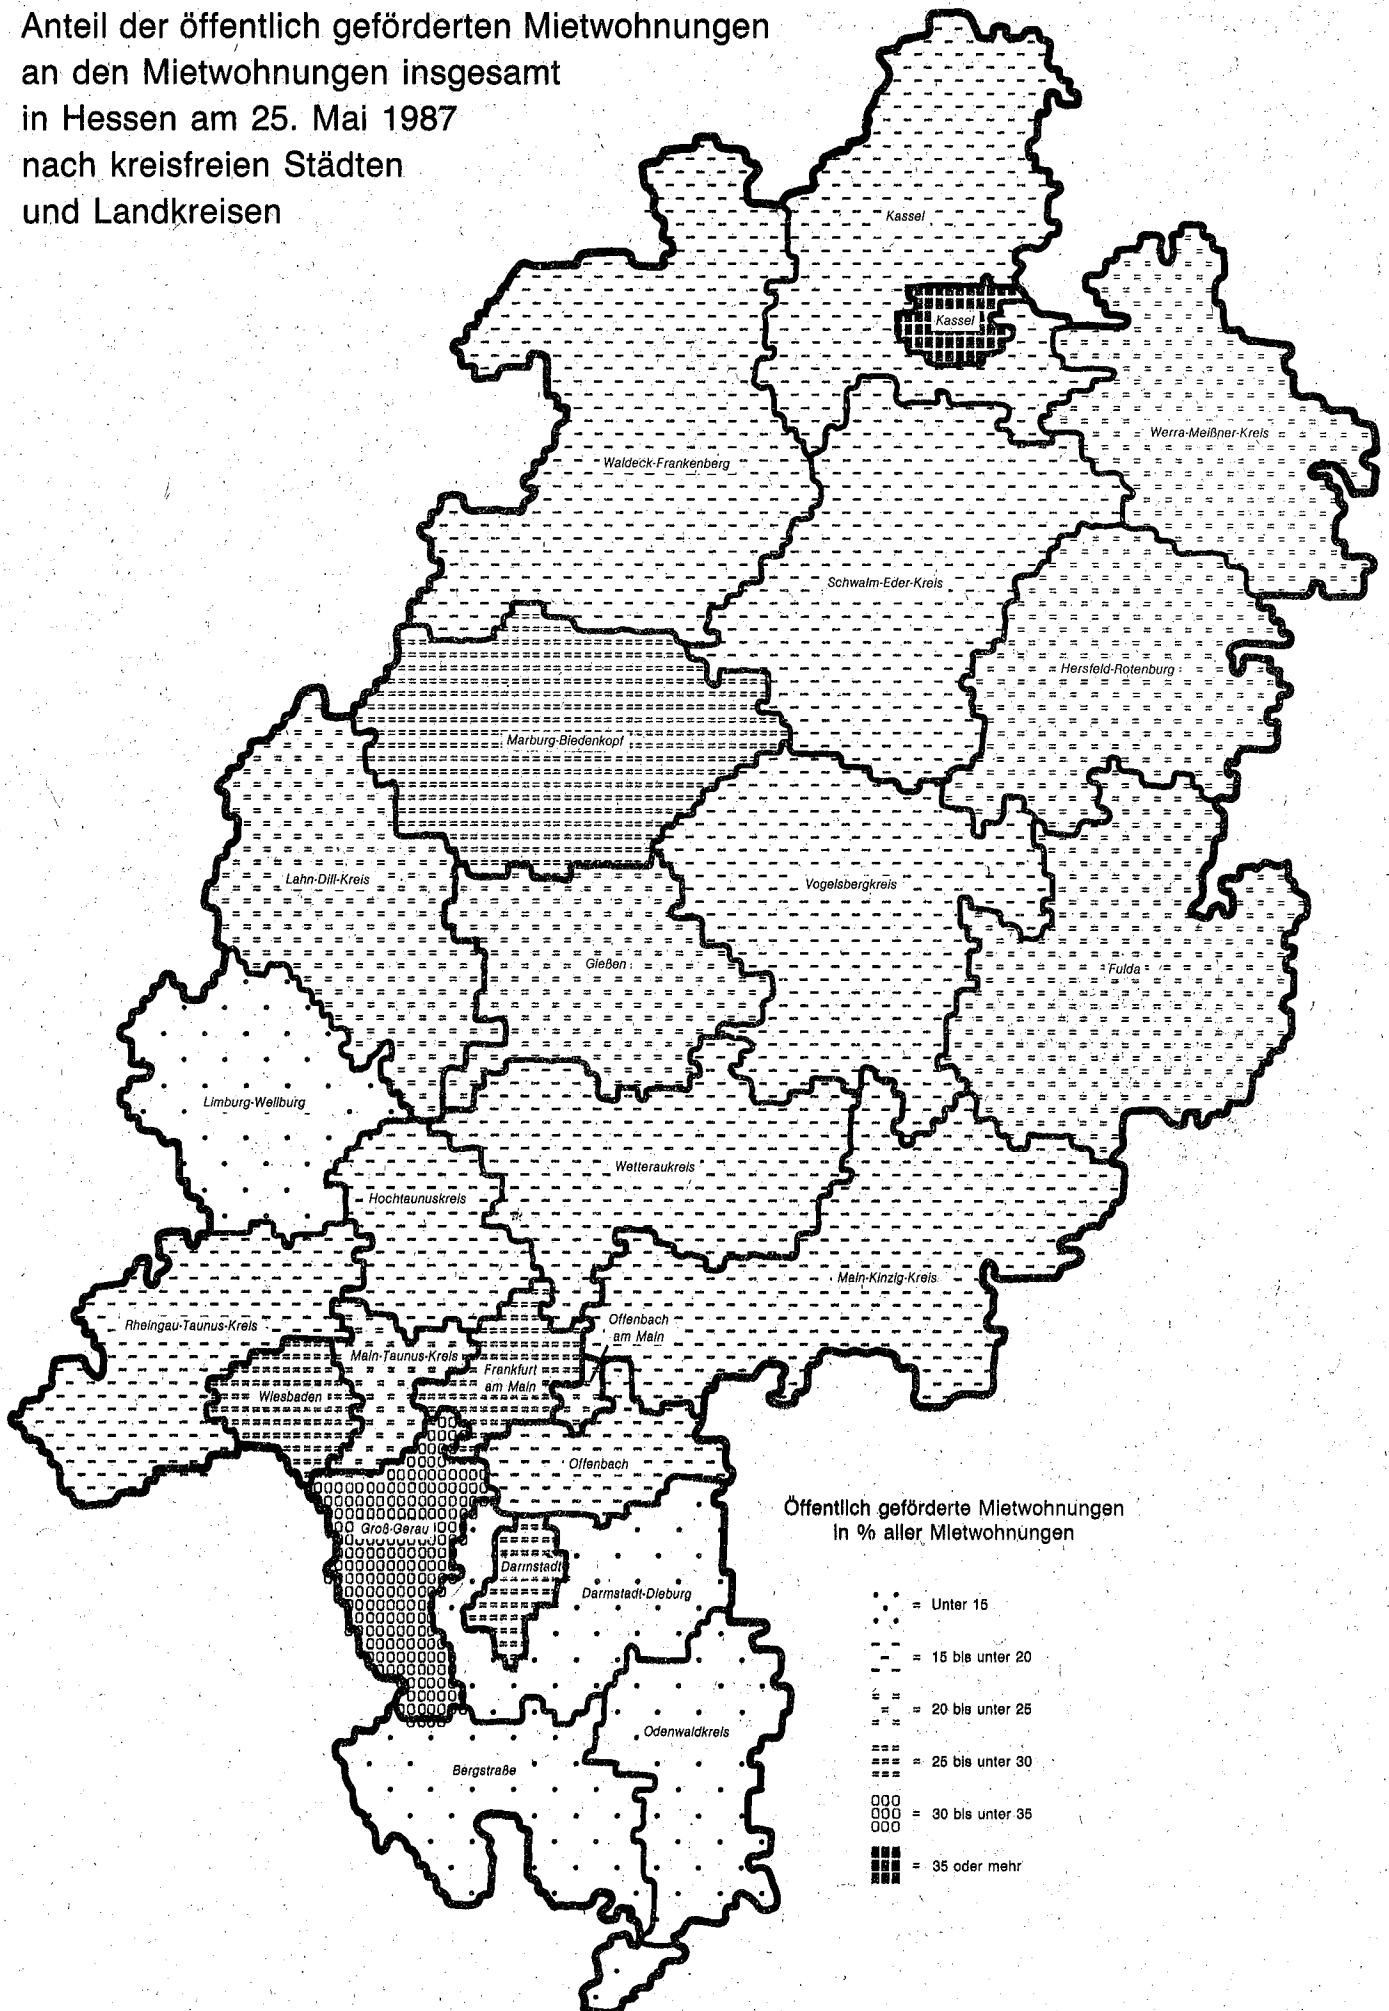 Anteil der öffentlich geförderten Mietwohnungen
an den Mietwohnungen insgesamt
in Hessen am 25. Mai 1987
nach kreisfreien Städten
und Landkreisen
Kassel
Kassel
Werra-Meißner-Kreis
Waldeck-Frankenberg
Schwalm-Eder-Kreis
Hersfeld-Rotenburg
Marburg-Biedenkopf
Lahn-Dill-Kreis
Vogelsbergkreis
Gießen
Fulda
Limburg-Weilburg
Wetteraukreis
Hochtaunuskreis
Main-Kinzig-Kreis
Rheingau-Taunus-Kreis
Offenbach
am Main
Main-Taunus-Kreis
Frankfurt
am Main
Wiesbaden
Offenbach
Groß-Gerau
Darmstadt
Darmstadt-Dieburg
Odenwaldkreis
Bergstraße
Öffentlich geförderte Mietwohnungen
in % aller Mietwohnungen
= Unter 15
= 15 bis unter 20
= 20 bis unter 25
= 25 bis unter 30
= 30 bis unter 35
= 35 oder mehr